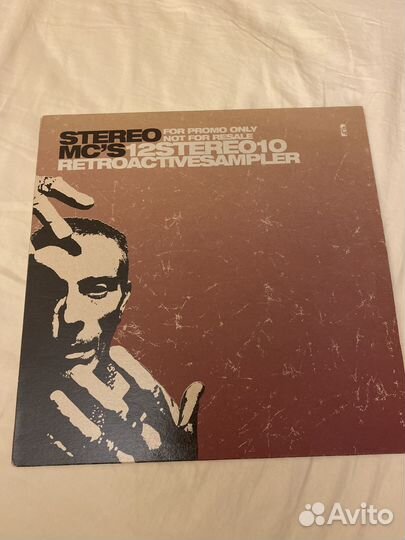 STEREO FOR PROMO ONLY
NOT FOR RESALE
MC'S 12STEREO10
RETROACTIVESAMPLER
Avito